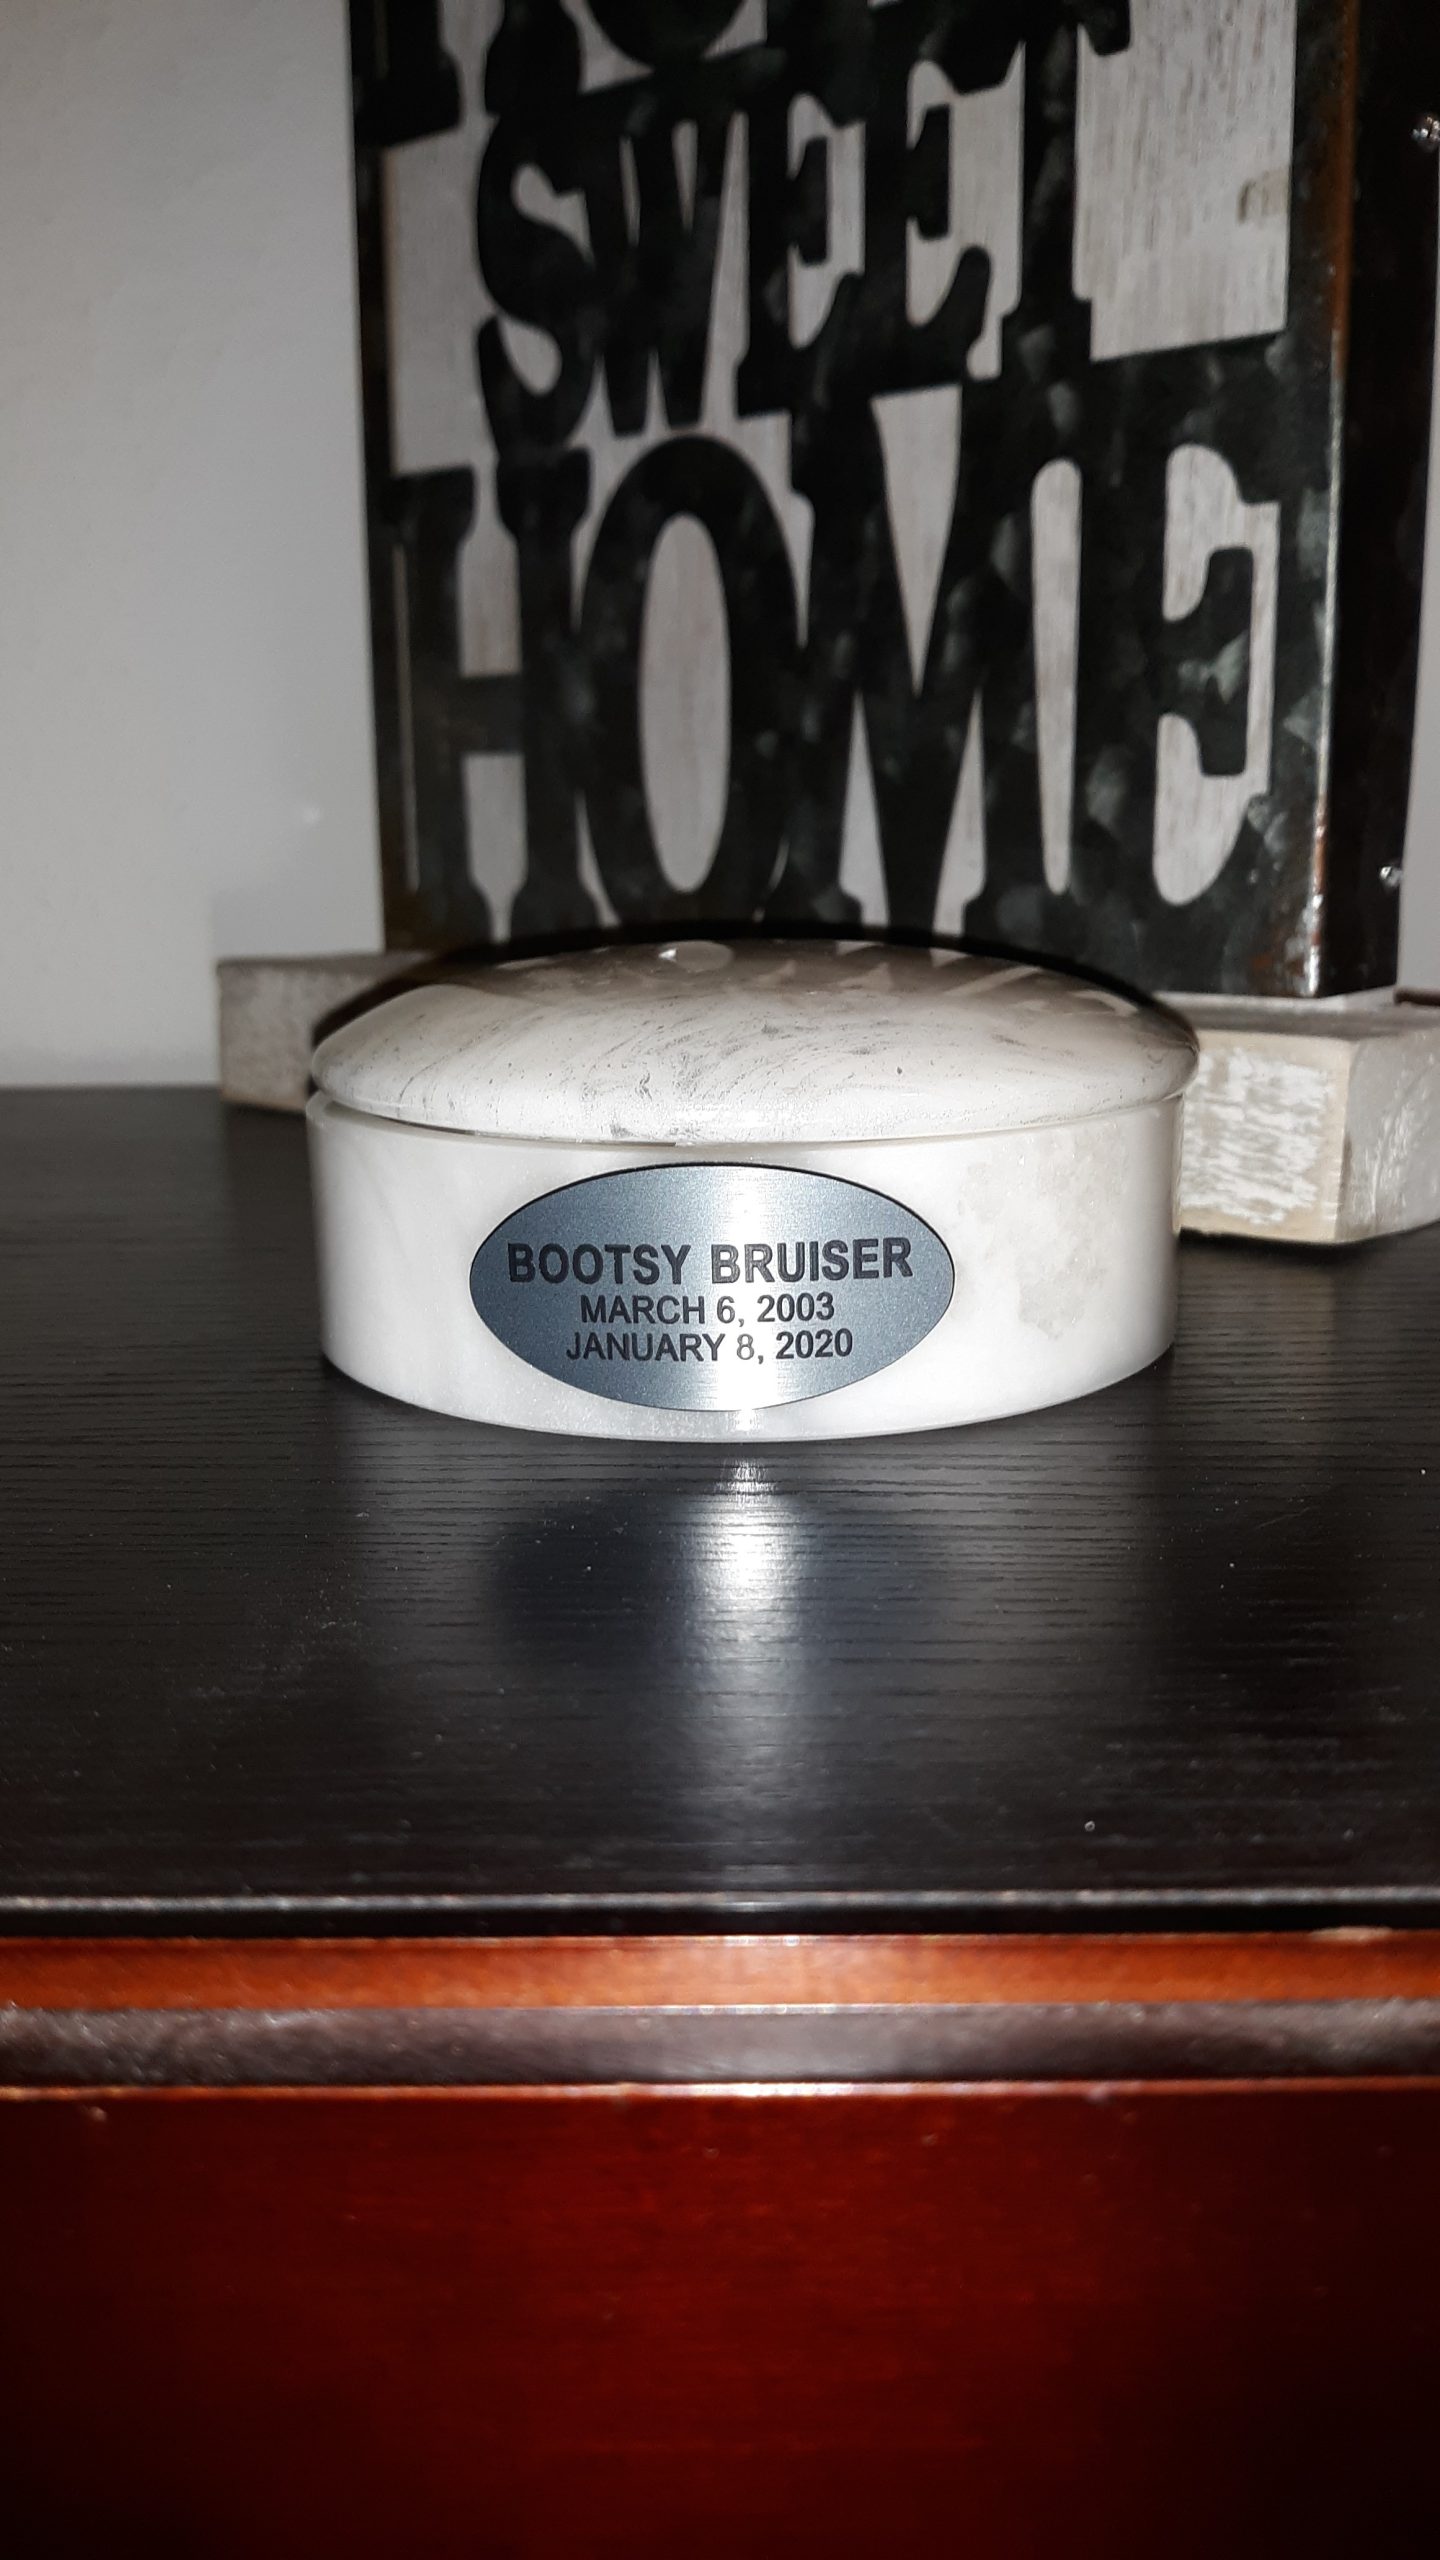 SWEET
HOME
BOOTSY BRUISER
MARCH 6, 2003
JANUARY 8, 2020